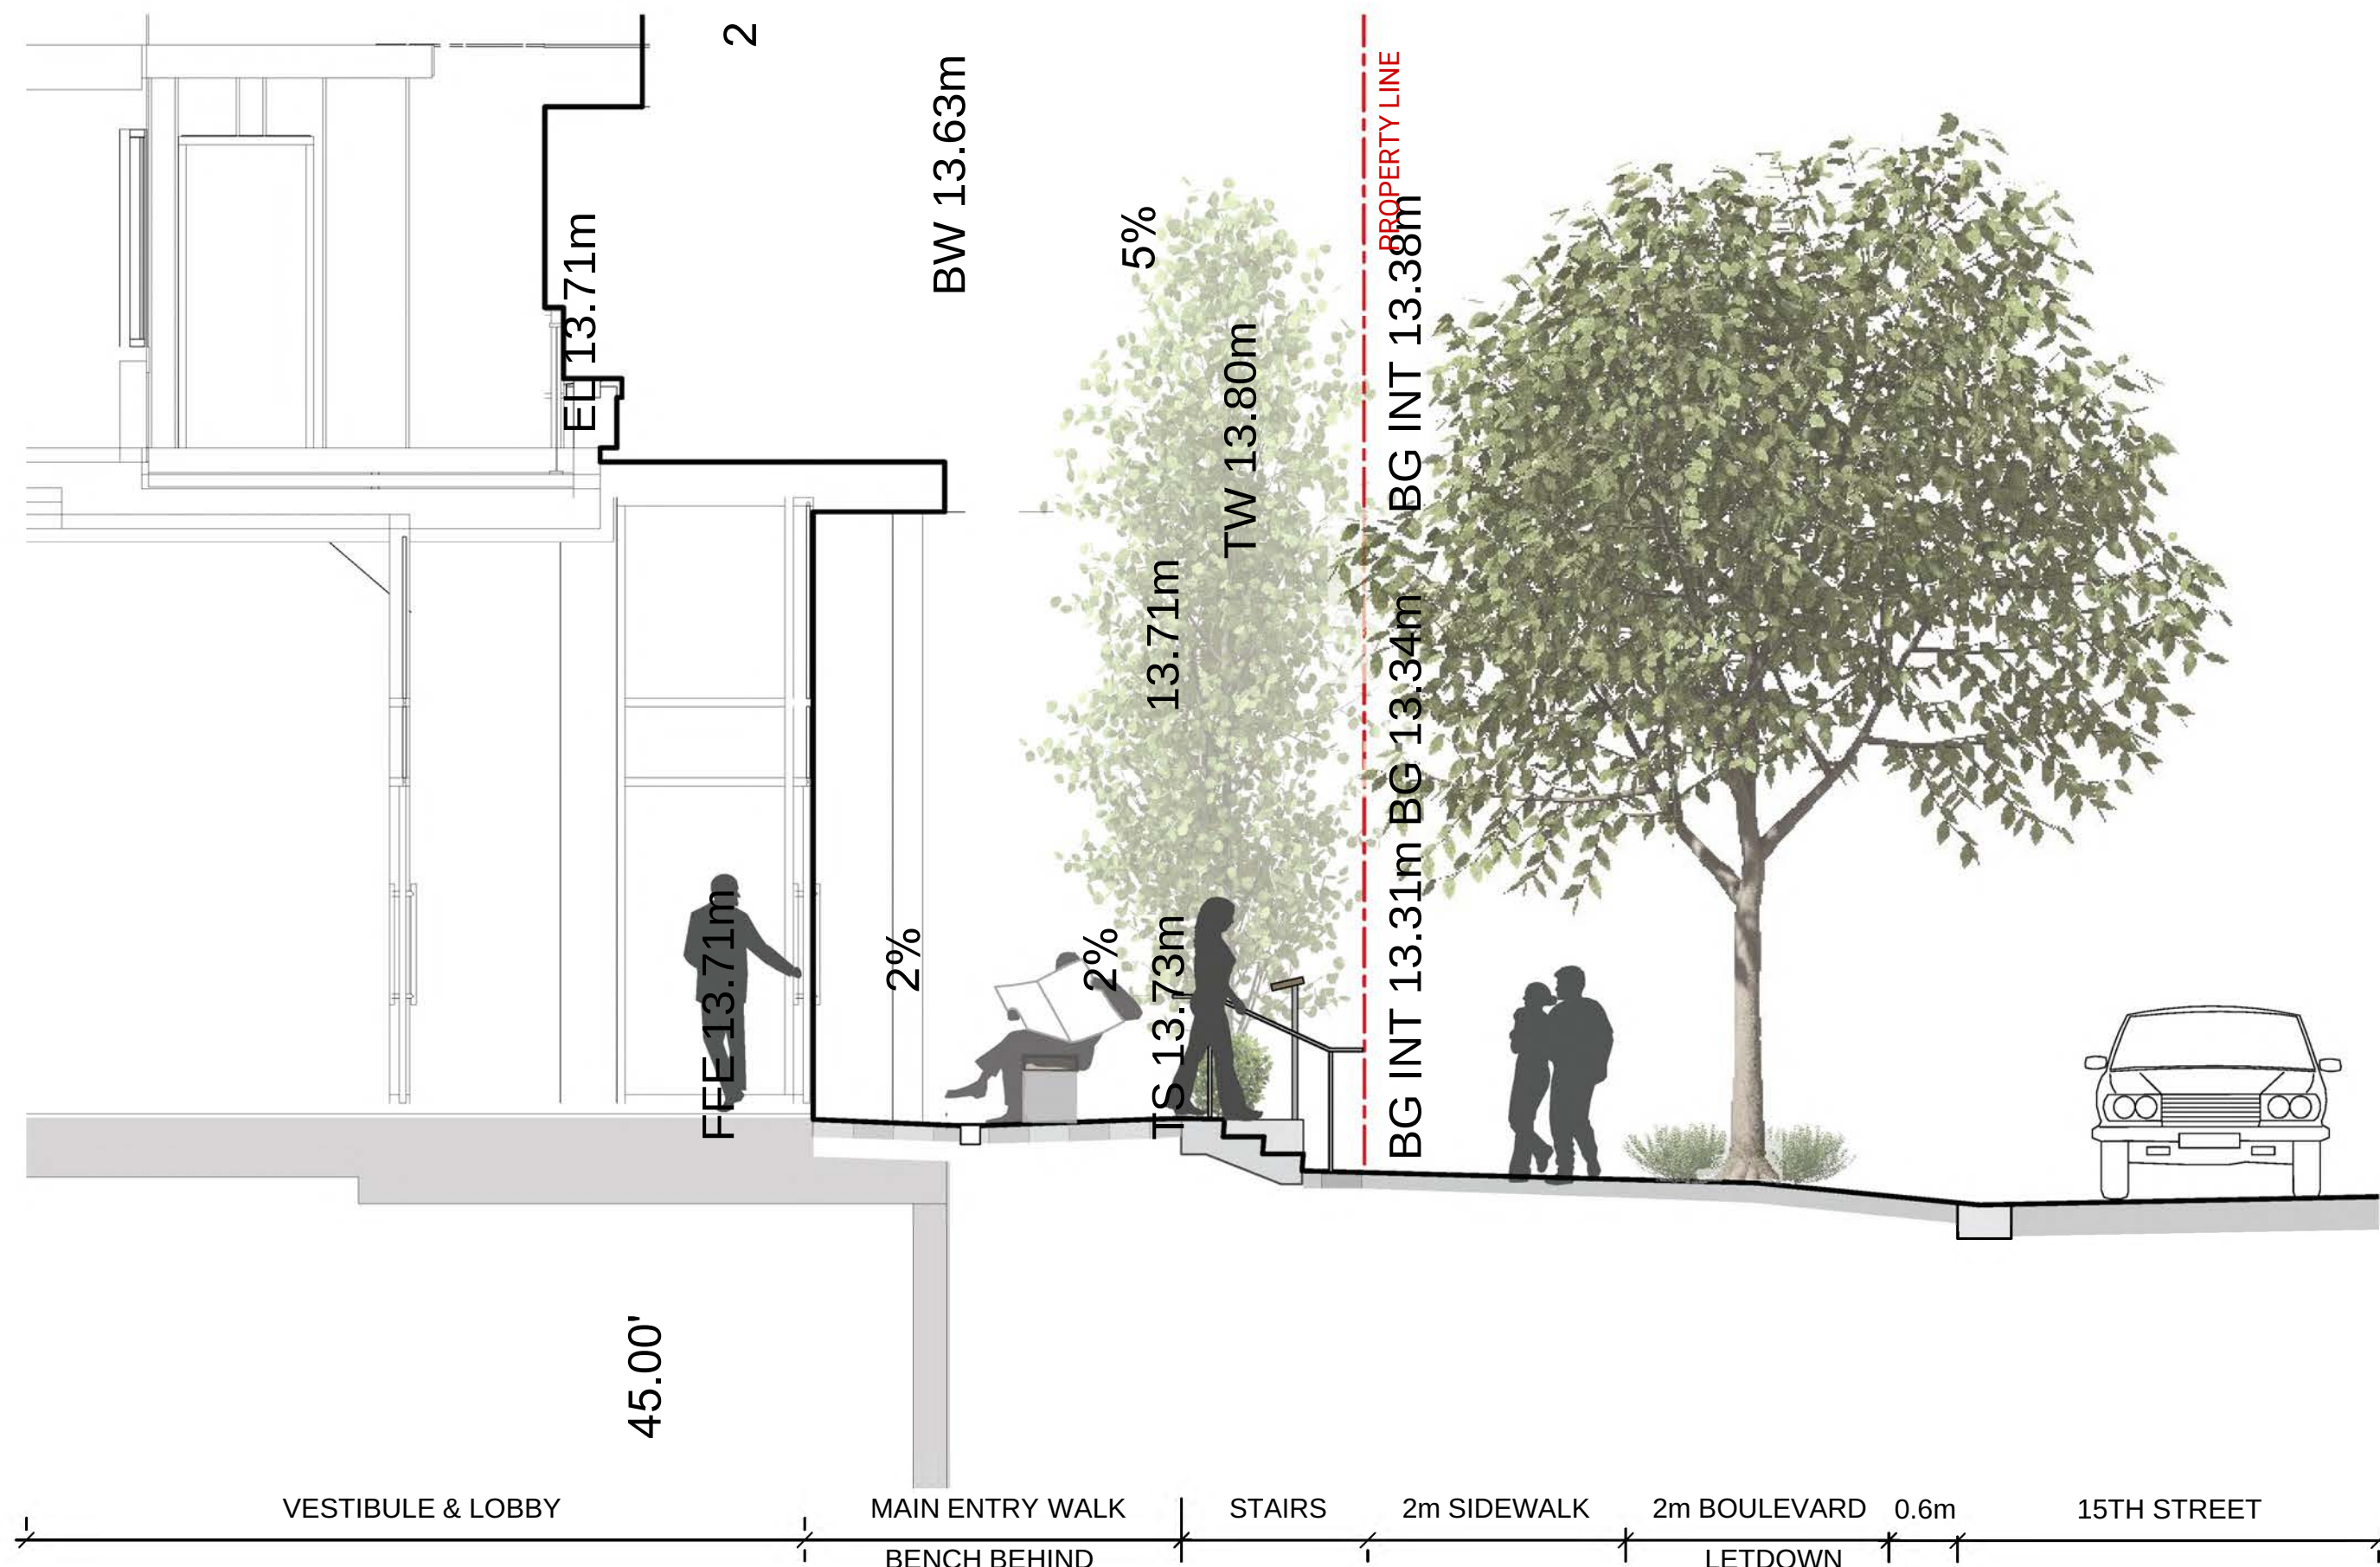 2
BW 13.63m
PROPERTY LINE
EL 13.71m
5%
BG INT 13.38m
TW 13.80m
13.71m
BG 13.34m
FFE 13.71m
2%
2%
TS 13.73m
BG INT 13.31m
45.00'
VESTIBULE & LOBBY
MAIN ENTRY WALK
STAIRS
2m SIDEWALK
2m BOULEVARD
0.6m
15TH STREET
BENCH BEHIND
LETDOWN